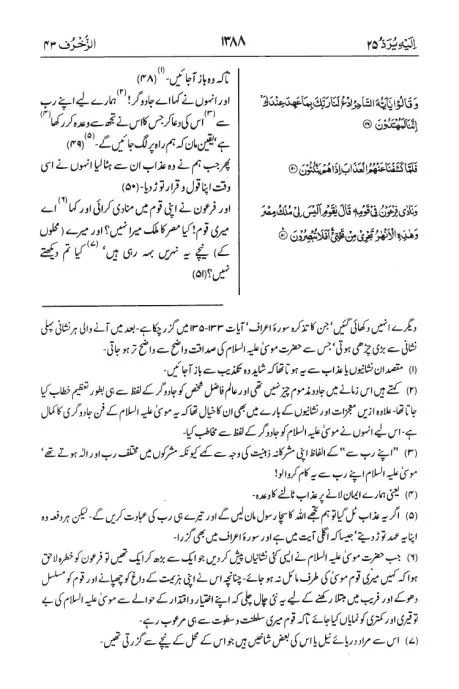 الزخرف ۴۳
۱۳۸۸
الیہ یرد ۲۵
وَقَالُوْا يٰٓاَيُّهَ السّٰحِرُ ادْعُ لَنَا رَبَّكَ بِمَا عَهِدَ عِنْدَكَ
اِنَّنَا لَمُهْتَدُوْنَ ۝۴۹
فَلَمَّا كَشَفْنَا عَنْهُمُ الْعَذَابَ اِذَا هُمْ يَنْكُثُوْنَ ۝۵۰
وَنَادٰى فِرْعَوْنُ فِيْ قَوْمِهٖ قَالَ يٰقَوْمِ اَلَيْسَ لِيْ مُلْكُ مِصْرَ
وَهٰذِهِ الْاَنْهٰرُ تَجْرِيْ مِنْ تَحْتِيْ اَفَلَا تُبْصِرُوْنَ ۝۵۱
تاکہ وہ باز آجائیں۔(۱) (۴۸)
اور انہوں نے کہا اے جادوگر!(۲) ہمارے لیے اپنے رب
سے(۳) اس کی دعا کر جس کا اس نے تجھ سے وعدہ کر رکھا(۴)
ہے، یقین مان کہ ہم راہ پر لگ جائیں گے۔(۵) (۴۹)
پھر جب ہم نے وہ عذاب ان سے ہٹا لیا انہوں نے اسی
وقت اپنا قول و قرار توڑ دیا۔ (۵۰)
اور فرعون نے اپنی قوم میں منادی کرائی اور کہا(۶) اے
میری قوم! کیا مصر کا ملک میرا نہیں؟ اور میرے (محلوں
کے) نیچے یہ نہریں بہہ رہی ہیں،(۷) کیا تم دیکھتے
نہیں؟ (۵۱)
دیگرے انہیں دکھائی گئیں، جن کا تذکرہ سورۂ اعراف، آیات ۱۳۳-۱۳۵ میں گزر چکا ہے۔ بعد میں آنے والی ہر نشانی پہلی
نشانی سے بڑی چڑھی ہوتی، جس سے حضرت موسیٰ علیہ السلام کی صداقت واضح سے واضح تر ہو جاتی۔
(۱) مقصد ان نشانیوں یا عذاب سے یہ ہوتا تھا کہ شاید وہ تکذیب سے باز آجائیں۔
(۲) کہتے ہیں اس زمانے میں جادو مذموم چیز نہیں تھی اور عالم فاضل شخص کو جادوگر کے لفظ سے ہی بطور تعظیم خطاب کیا
جاتا تھا۔ علاوہ ازیں معجزات اور نشانیوں کے بارے میں بھی ان کا خیال تھا کہ یہ موسیٰ علیہ السلام کے فن جادوگری کا کمال
ہے۔ اس لیے انہوں نے موسیٰ علیہ السلام کو جادوگر کے لفظ سے مخاطب کیا۔
(۳) "اپنے رب سے" کے الفاظ اپنی مشرکانہ ذہنیت کی وجہ سے کہے کیونکہ مشرکوں میں مختلف رب اور الٰہ ہوتے تھے،
موسیٰ علیہ السلام اپنے رب سے یہ کام کروا لو!
(۴) یعنی ہمارے ایمان لانے پر عذاب ٹالنے کا وعدہ۔
(۵) اگر یہ عذاب ٹل گیا تو ہم تجھے اللہ کا سچا رسول مان لیں گے اور تیرے ہی رب کی عبادت کریں گے۔ لیکن ہر دفعہ وہ
اپنا یہ عہد توڑ دیتے، جیسا کہ اگلی آیت میں ہے اور سورۂ اعراف میں بھی گزرا۔
(۶) جب حضرت موسیٰ علیہ السلام نے ایسی کئی نشانیاں پیش کر دیں جو ایک سے بڑھ کر ایک تھیں تو فرعون کو خطرہ لاحق
ہوا کہ کہیں میری قوم موسیٰ کی طرف مائل نہ ہو جائے۔ چنانچہ اس نے اپنی ہزیمت کے داغ کو چھپانے اور قوم کو مسلسل
دھوکے اور فریب میں مبتلا رکھنے کے لیے یہ نئی چال چلی کہ اپنے اختیار و اقتدار کے حوالے سے موسیٰ علیہ السلام کی بے
توقیری اور کمتری کو نمایاں کیا جائے تاکہ قوم میری سلطنت و سطوت سے ہی مرعوب رہے۔
(۷) اس سے مراد دریائے نیل یا اس کی بعض شاخیں ہیں جو اس کے محل کے نیچے سے گزرتی تھیں۔